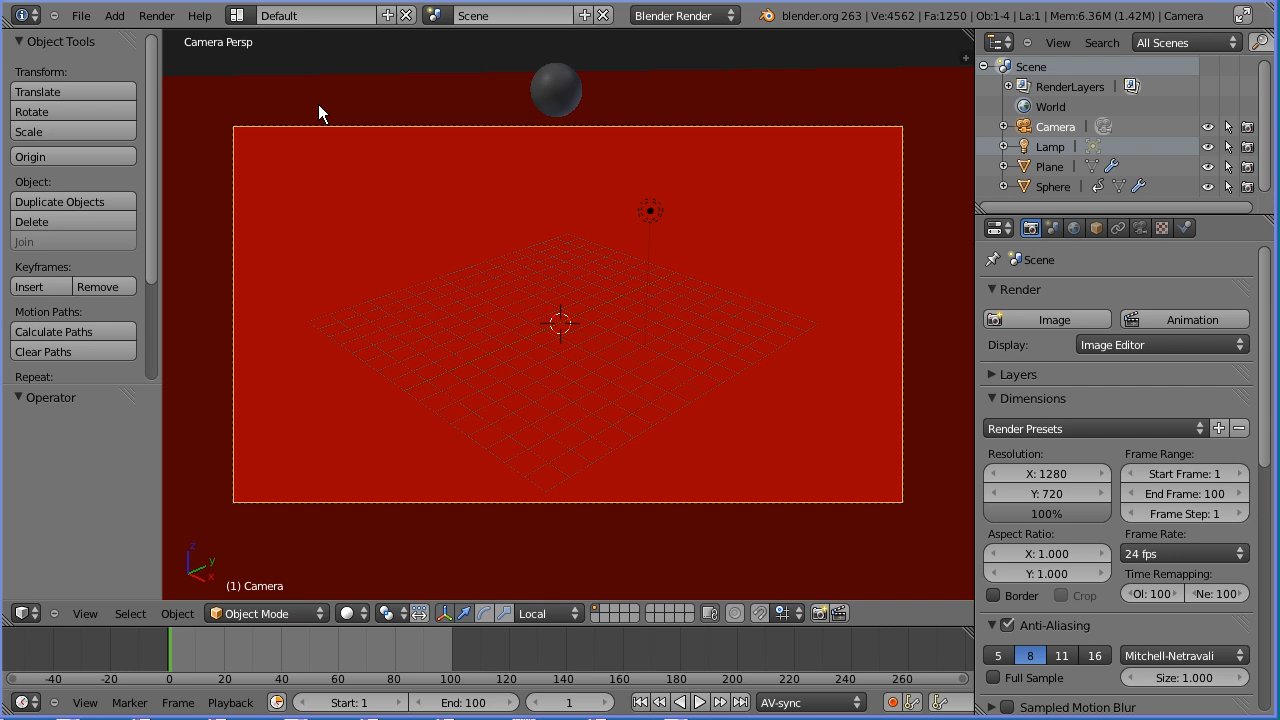 File Add Render Help Default Scene Blender Render blender.org 263 | Ve:4562 | Fa:1250 | Ob:1-4 | La:1 | Mem:6.36M (1.42M) | Camera
Object Tools
Transform:
Translate
Rotate
Scale
Origin
Object:
Duplicate Objects
Delete
Join
Keyframes:
Insert Remove
Motion Paths:
Calculate Paths
Clear Paths
Repeat:
Operator
Camera Persp
z
y
x
(1) Camera
View Select Object Object Mode Local
-40 -20 0 20 40 60 80 100 120 140 160 180 200 220 240 260
View Marker Frame Playback Start: 1 End: 100 1 AV-sync
View Search All Scenes
Scene
RenderLayers
World
Camera
Lamp
Plane
Sphere
Scene
Render
Image Animation
Display: Image Editor
Layers
Dimensions
Render Presets
Resolution: Frame Range:
X: 1280 Start Frame: 1
Y: 720 End Frame: 100
100% Frame Step: 1
Aspect Ratio: Frame Rate:
X: 1.000 24 fps
Y: 1.000 Time Remapping:
Border Crop Ol: 100 Ne: 100
Anti-Aliasing
5 8 11 16 Mitchell-Netravali
Full Sample Size: 1.000
Sampled Motion Blur